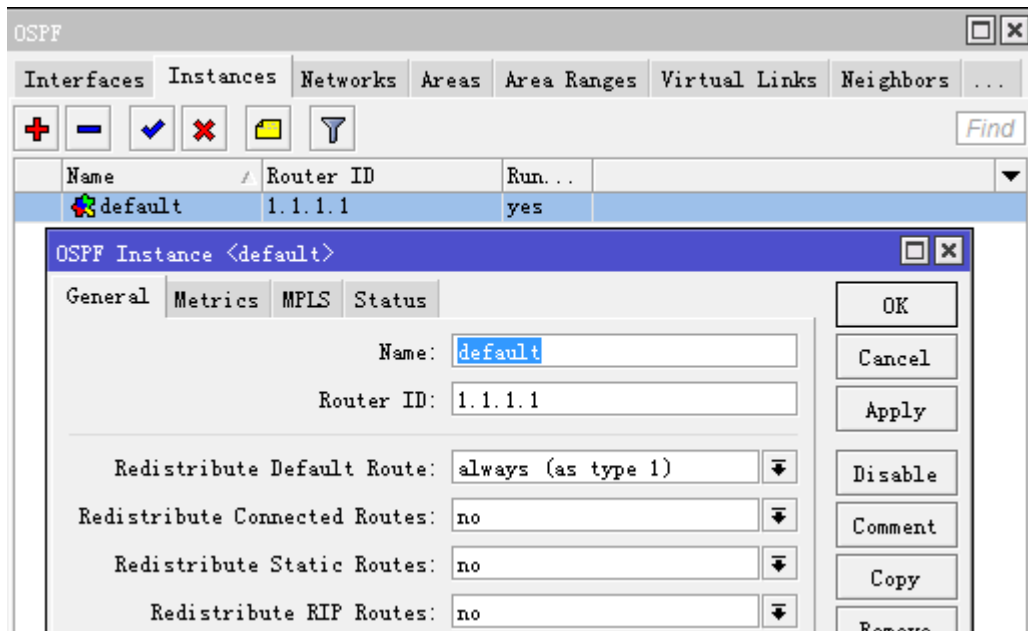 OSPF
Interfaces Instances Networks Areas Area Ranges Virtual Links Neighbors ...
Find
Name Router ID Run...
default 1.1.1.1 yes
OSPF Instance <default>
General Metrics MPLS Status
OK
Name: default
Cancel
Router ID: 1.1.1.1
Apply
Redistribute Default Route: always (as type 1)
Disable
Redistribute Connected Routes: no
Comment
Redistribute Static Routes: no
Copy
Redistribute RIP Routes: no